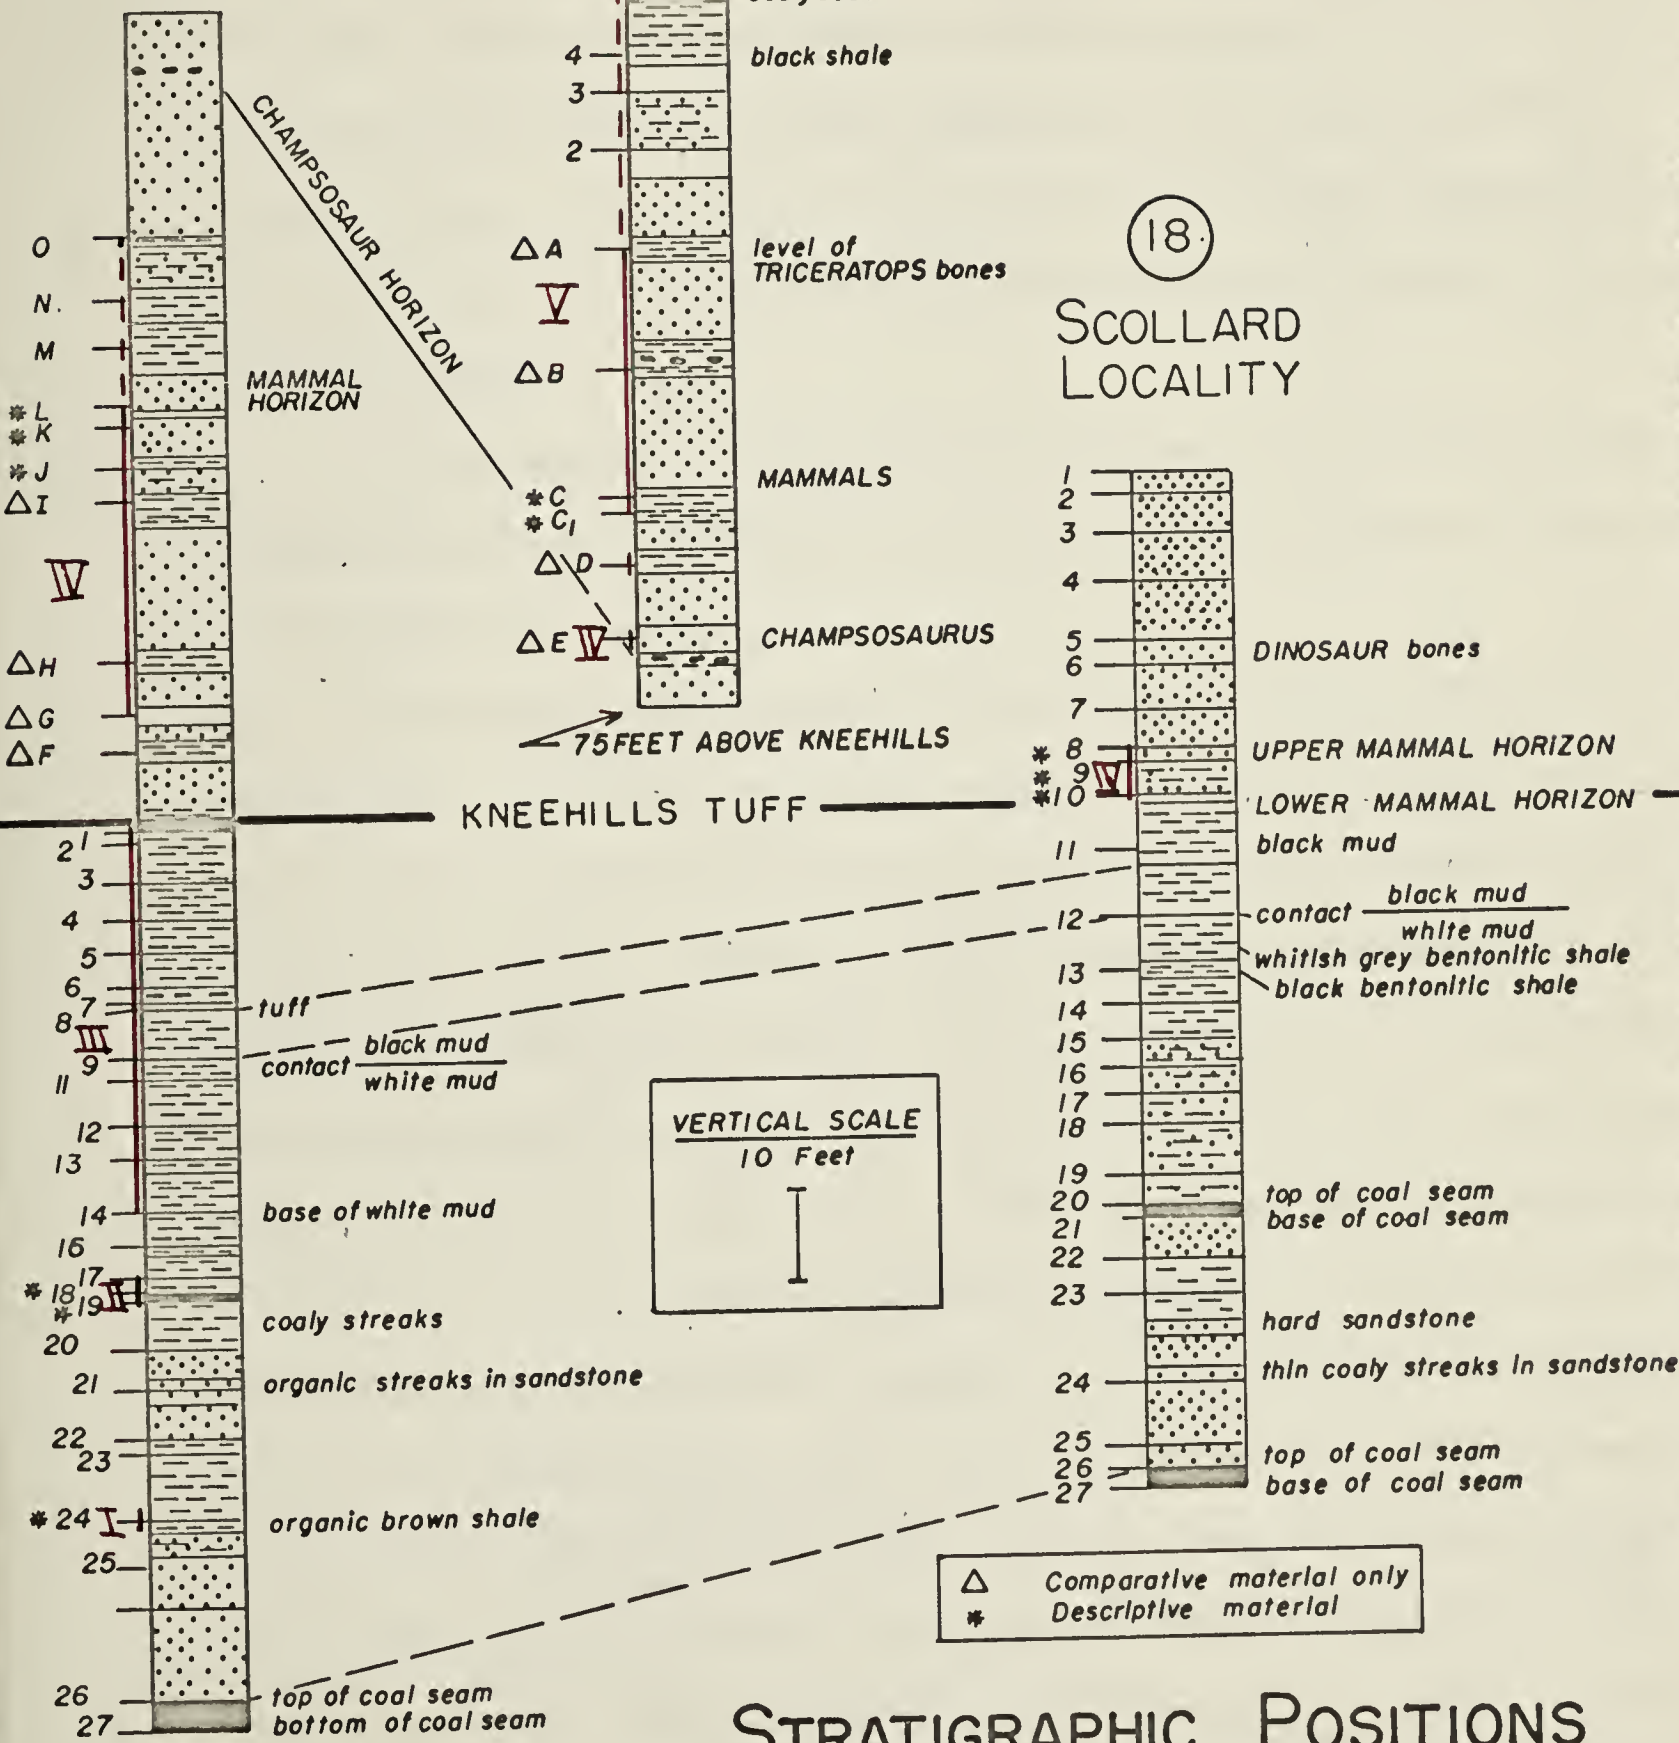 4
black shale
3
2
CHAMPSOSAUR HORIZON
O
N.
M
MAMMAL
HORIZON
* L
* K
* J
△ I
IV
△ H
△ G
△ F
△ A
level of
TRICERATOPS bones
V
△ B
MAMMALS
* C
* C1
△ D
△ E IV
CHAMPSOSAURUS
75 FEET ABOVE KNEEHILLS
18
SCOLLARD
LOCALITY
1
2
3
4
5
DINOSAUR bones
6
7
* 8
UPPER MAMMAL HORIZON
* 9 IV
* 10
LOWER MAMMAL HORIZON
11
black mud
12
contact black mud
white mud
whitish grey bentonitic shale
13
black bentonitic shale
14
15
16
17
18
19
20
top of coal seam
21
base of coal seam
22
23
hard sandstone
thin coaly streaks in sandstone
24
25
top of coal seam
26
base of coal seam
27
KNEEHILLS TUFF
1
2
3
4
5
6
7
tuff
8
III
9
contact black mud
white mud
11
12
13
14
base of white mud
16
17
* 18 II
* 19
coaly streaks
20
21
organic streaks in sandstone
22
23
* 24 I
organic brown shale
25
26
top of coal seam
27
bottom of coal seam
VERTICAL SCALE
10 Feet
△ Comparative material only
* Descriptive material
STRATIGRAPHIC POSITIONS